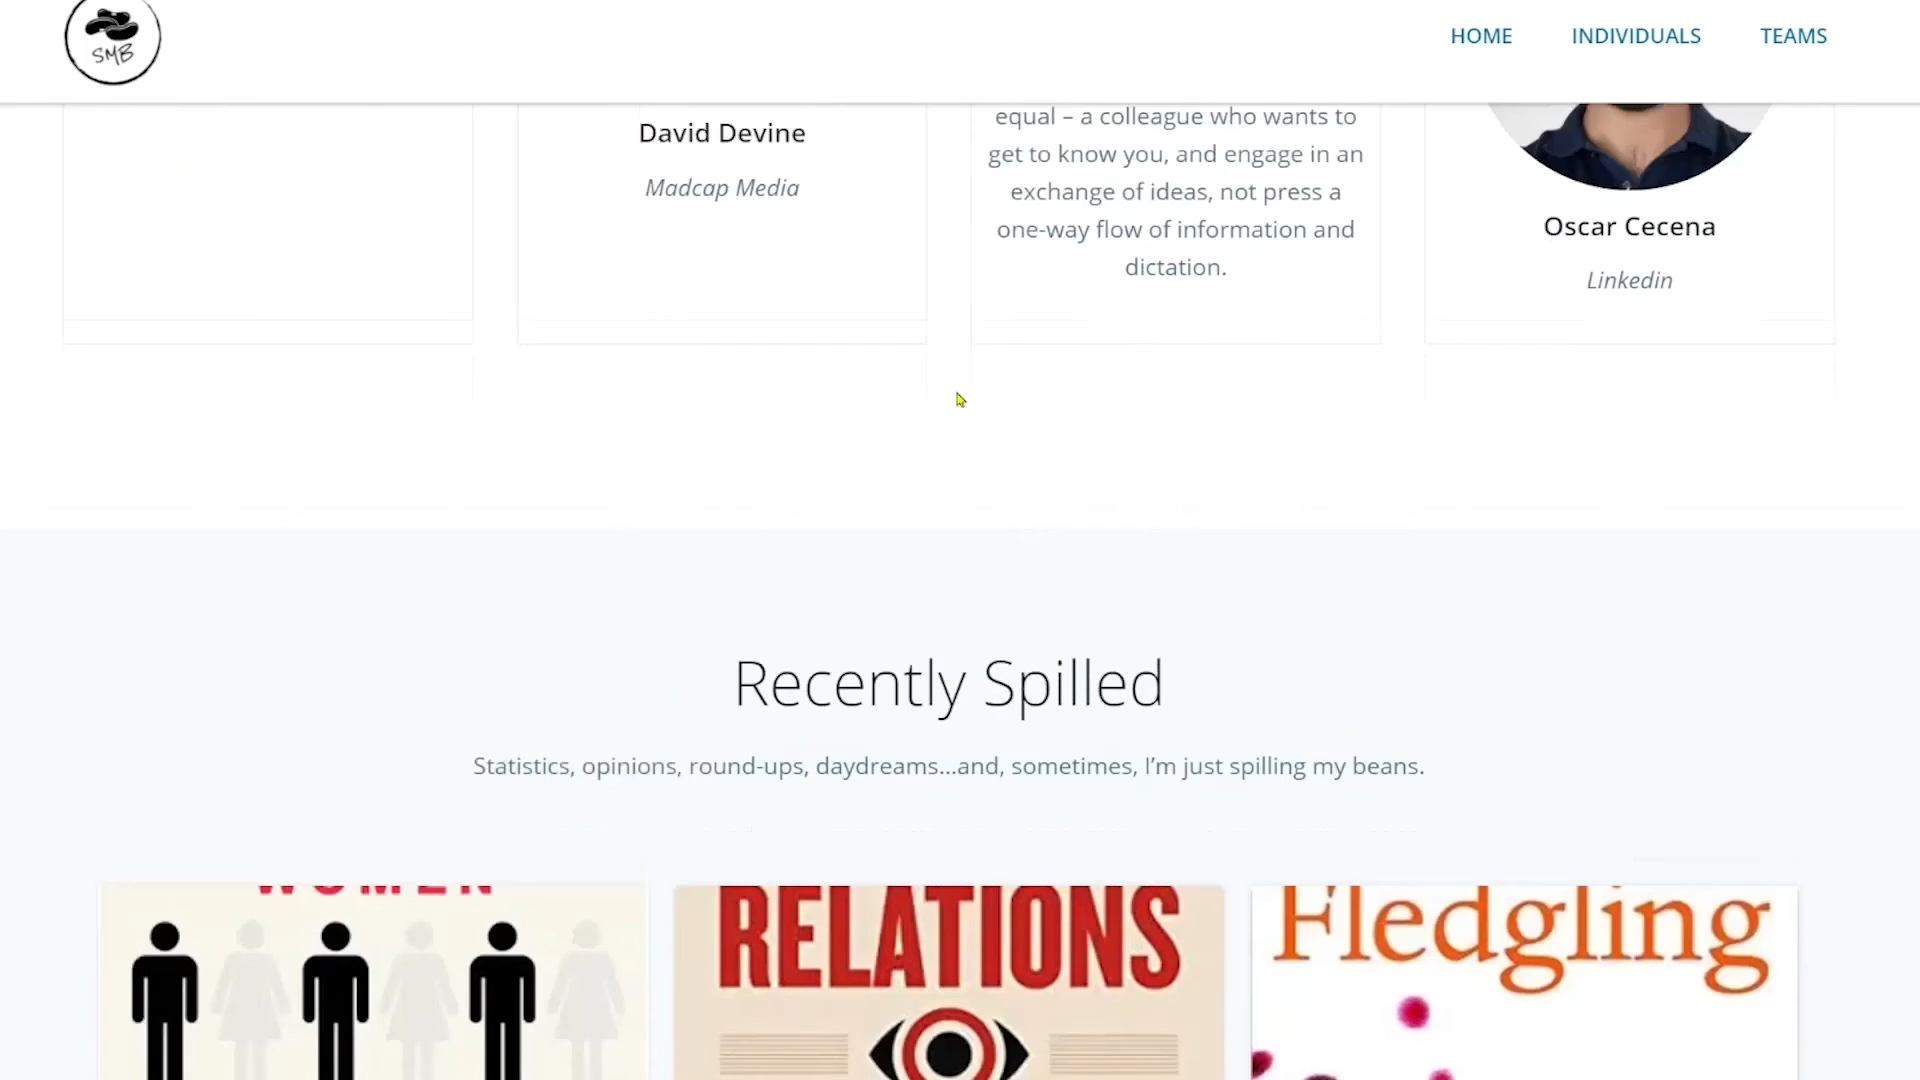 SMB
HOME
INDIVIDUALS
TEAMS
David Devine
Madcap Media
equal – a colleague who wants to
get to know you, and engage in an
exchange of ideas, not press a
one-way flow of information and
dictation.
Oscar Cecena
Linkedin
Recently Spilled
Statistics, opinions, round-ups, daydreams…and, sometimes, I’m just spilling my beans.
WOMEN
RELATIONS
Fledgling